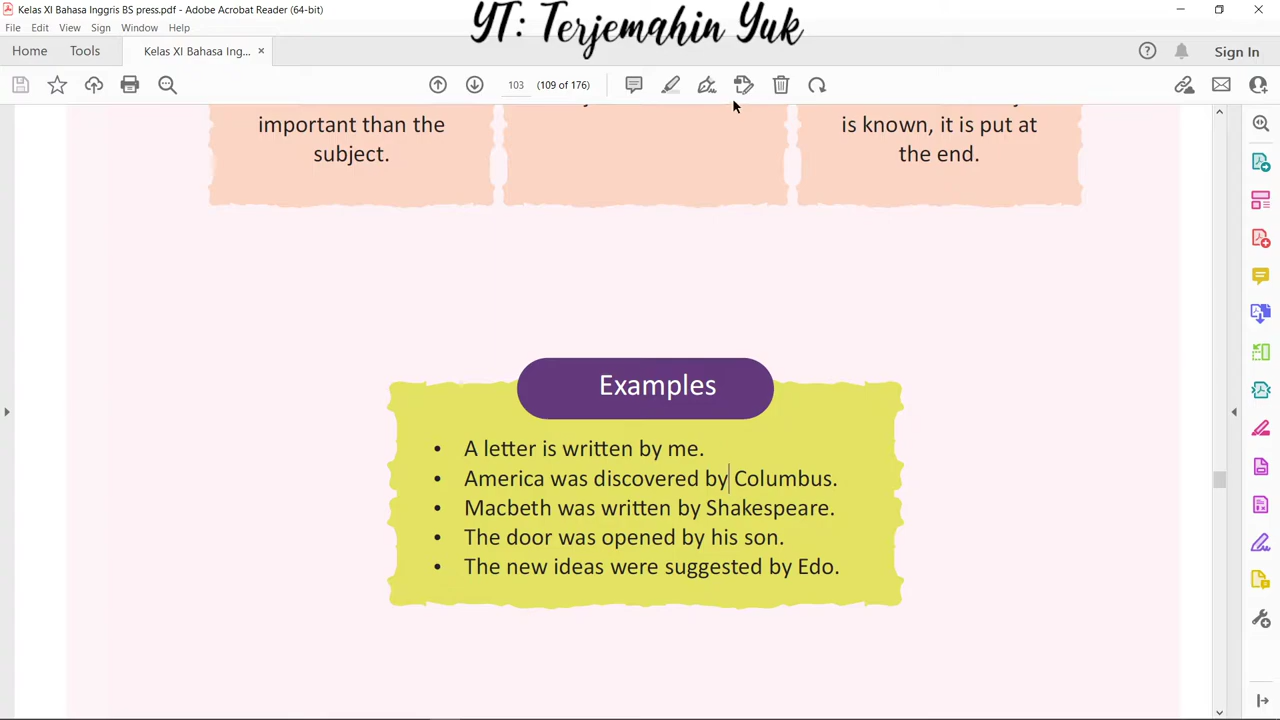 Kelas XI Bahasa Inggris BS press.pdf - Adobe Acrobat Reader (64-bit)
YT: Terjemahin Yuk
File Edit View Sign Window Help
Home Tools Kelas XI Bahasa Ing... × Sign In
103 (109 of 176)
important than the
subject.
is known, it is put at
the end.
Examples
• A letter is written by me.
• America was discovered by Columbus.
• Macbeth was written by Shakespeare.
• The door was opened by his son.
• The new ideas were suggested by Edo.